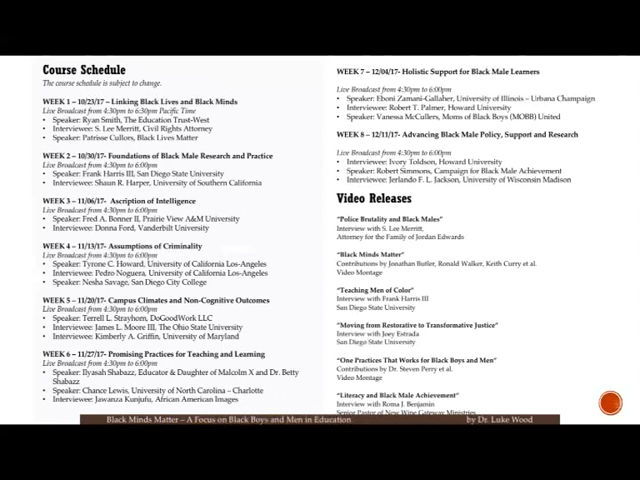 Course Schedule
The course schedule is subject to change.
WEEK 1 – 10/23/17 – Linking Black Lives and Black Minds
Live Broadcast from 4:30pm to 6:30pm Pacific Time
• Speaker: Ryan Smith, The Education Trust-West
• Interviewee: S. Lee Merritt, Civil Rights Attorney
• Speaker: Patrisse Cullors, Black Lives Matter
WEEK 2 – 10/30/17- Foundations of Black Male Research and Practice
Live Broadcast from 4:30pm to 6:00pm
• Speaker: Frank Harris III, San Diego State University
• Interviewee: Shaun R. Harper, University of Southern California
WEEK 3 – 11/06/17- Ascription of Intelligence
Live Broadcast from 4:30pm to 6:00pm
• Speaker: Fred A. Bonner II, Prairie View A&M University
• Interviewee: Donna Ford, Vanderbilt University
WEEK 4 – 11/13/17- Assumptions of Criminality
Live Broadcast from 4:30pm to 6:00pm
• Speaker: Tyrone C. Howard, University of California Los-Angeles
• Interviewee: Pedro Noguera, University of California Los-Angeles
• Speaker: Nesha Savage, San Diego City College
WEEK 5 – 11/20/17- Campus Climates and Non-Cognitive Outcomes
Live Broadcast from 4:30pm to 6:00pm
• Speaker: Terrell L. Strayhorn, DoGoodWork LLC
• Interviewee: James L. Moore III, The Ohio State University
• Interviewee: Kimberly A. Griffin, University of Maryland
WEEK 6 – 11/27/17- Promising Practices for Teaching and Learning
Live Broadcast from 4:30pm to 6:00pm
• Speaker: Ilyasah Shabazz, Educator & Daughter of Malcolm X and Dr. Betty
Shabazz
• Speaker: Chance Lewis, University of North Carolina – Charlotte
• Interviewee: Jawanza Kunjufu, African American Images
WEEK 7 – 12/04/17- Holistic Support for Black Male Learners
Live Broadcast from 4:30pm to 6:00pm
• Speaker: Eboni Zamani-Gallaher, University of Illinois – Urbana Champaign
• Interviewee: Robert T. Palmer, Howard University
• Speaker: Vanessa McCullers, Moms of Black Boys (MOBB) United
WEEK 8 – 12/11/17- Advancing Black Male Policy, Support and Research
Live Broadcast from 4:30pm to 6:00pm
• Interviewee: Ivory Toldson, Howard University
• Speaker: Robert Simmons, Campaign for Black Male Achievement
• Interviewee: Jerlando F. L. Jackson, University of Wisconsin Madison
Video Releases
"Police Brutality and Black Males"
Interview with S. Lee Merritt,
Attorney for the Family of Jordan Edwards
"Black Minds Matter"
Contributions by Jonathan Butler, Ronald Walker, Keith Curry et al.
Video Montage
"Teaching Men of Color"
Interview with Frank Harris III
San Diego State University
"Moving from Restorative to Transformative Justice"
Interview with Joey Estrada
San Diego State University
"One Practices That Works for Black Boys and Men"
Contributions by Dr. Steven Perry et al.
Video Montage
"Literacy and Black Male Achievement"
Interview with Roma J. Benjamin
Senior Pastor of New Wine Gateway Ministries
Black Minds Matter – A Focus on Black Boys and Men in Education by Dr. Luke Wood